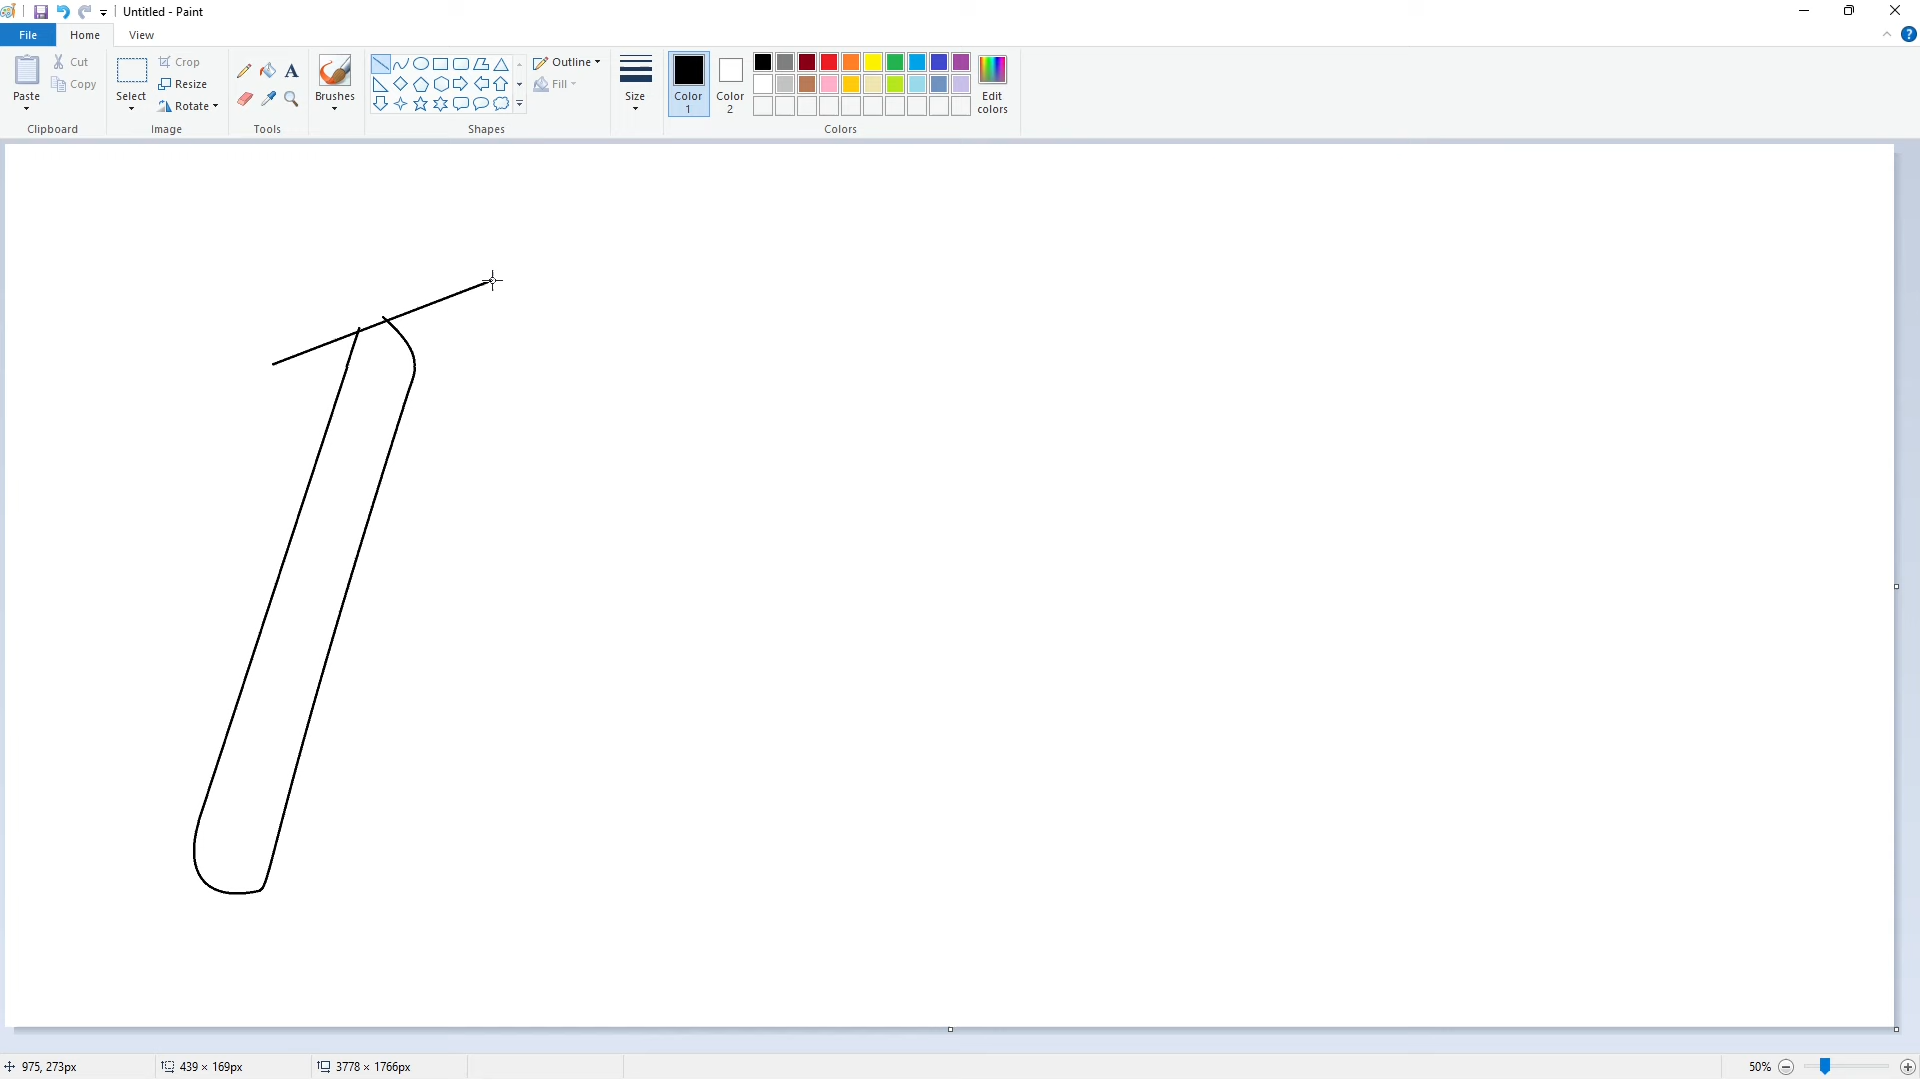 Untitled - Paint
File Home View
Paste Cut Copy Clipboard
Select Crop Resize Rotate Image
Tools
Brushes
Shapes
Outline Fill
Size
Color 1 Color 2 Edit colors Colors
975, 273px 439 × 169px 3778 × 1766px 50%